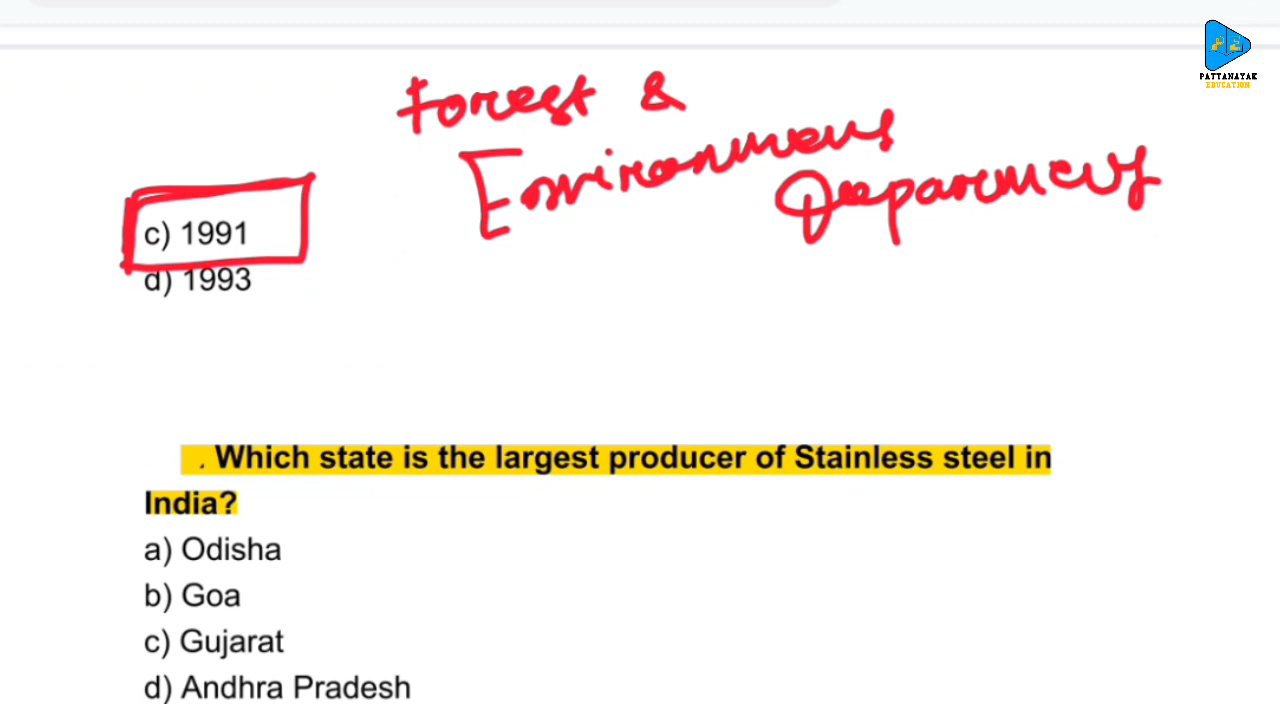 PATTANAYAK
EDUCATION
Forest &
Environment
Department
c) 1991
d) 1993
. Which state is the largest producer of Stainless steel in
India?
a) Odisha
b) Goa
c) Gujarat
d) Andhra Pradesh